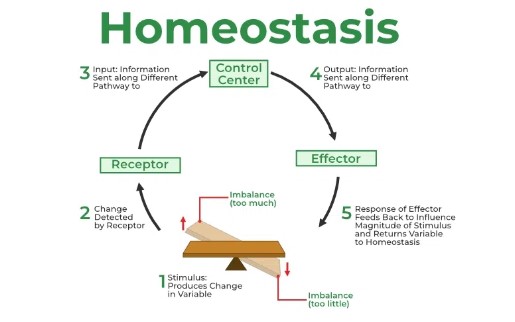 Homeostasis
3 Input: Information
Sent along Different
Pathway to
Control
Center
4 Output: Information
Sent along Different
Pathway to
Receptor
Effector
2 Change
Detected
by Receptor
Imbalance
(too much)
5 Response of Effector
Feeds Back to Influence
Magnitude of Stimulus
and Returns Variable
to Homeostasis
1 Stimulus:
Produces Change
in Variable
Imbalance
(too little)